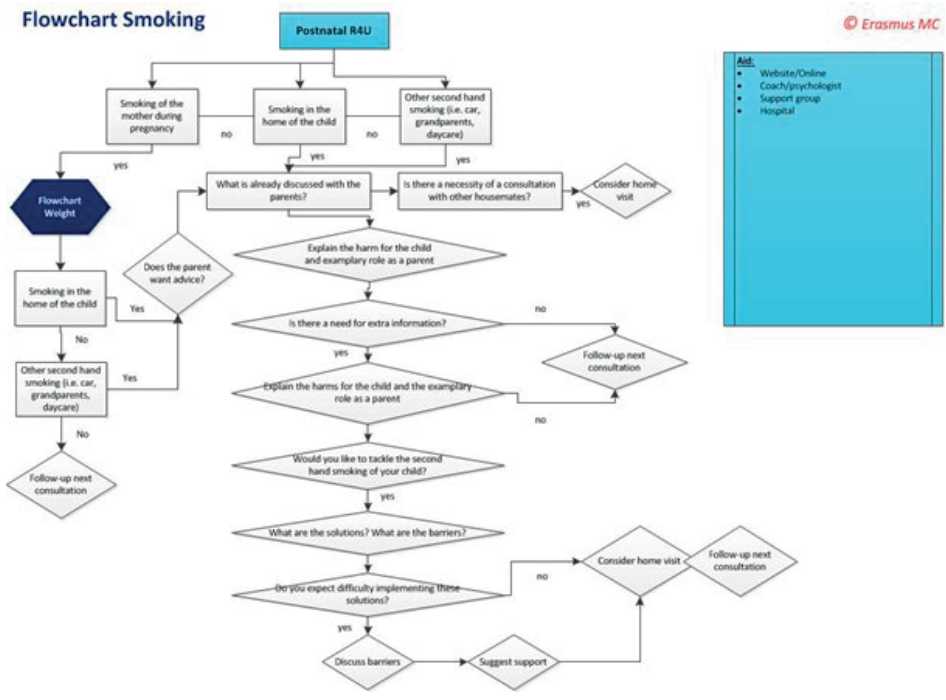 Flowchart Smoking
Postnatal R4U
© Erasmus MC
Aid:
• Website/Online
• Coach/psychologist
• Support group
• Hospital
Smoking of the
mother during
pregnancy
no
Smoking in the
home of the child
no
Other second hand
smoking (i.e. car,
grandparents,
daycare)
yes
yes
yes
Flowchart
Weight
What is already discussed with the
parents?
Is there a necessity of a consultation
with other housemates?
yes
Consider home
visit
Explain the harm for the child
and examplary role as a parent
Does the parent
want advice?
Smoking in the
home of the child
Yes
No
Is there a need for extra information?
no
yes
Follow-up next
consultation
Other second hand
smoking (i.e. car,
grandparents,
daycare)
Yes
No
Explain the harms for the child and the examplary
role as a parent
no
Follow-up next
consultation
Would you like to tackle the second
hand smoking of your child?
yes
What are the solutions? What are the barriers?
Do you expect difficulty implementing these
solutions?
no
yes
Consider home visit
Follow-up next
consultation
Discuss barriers
Suggest support